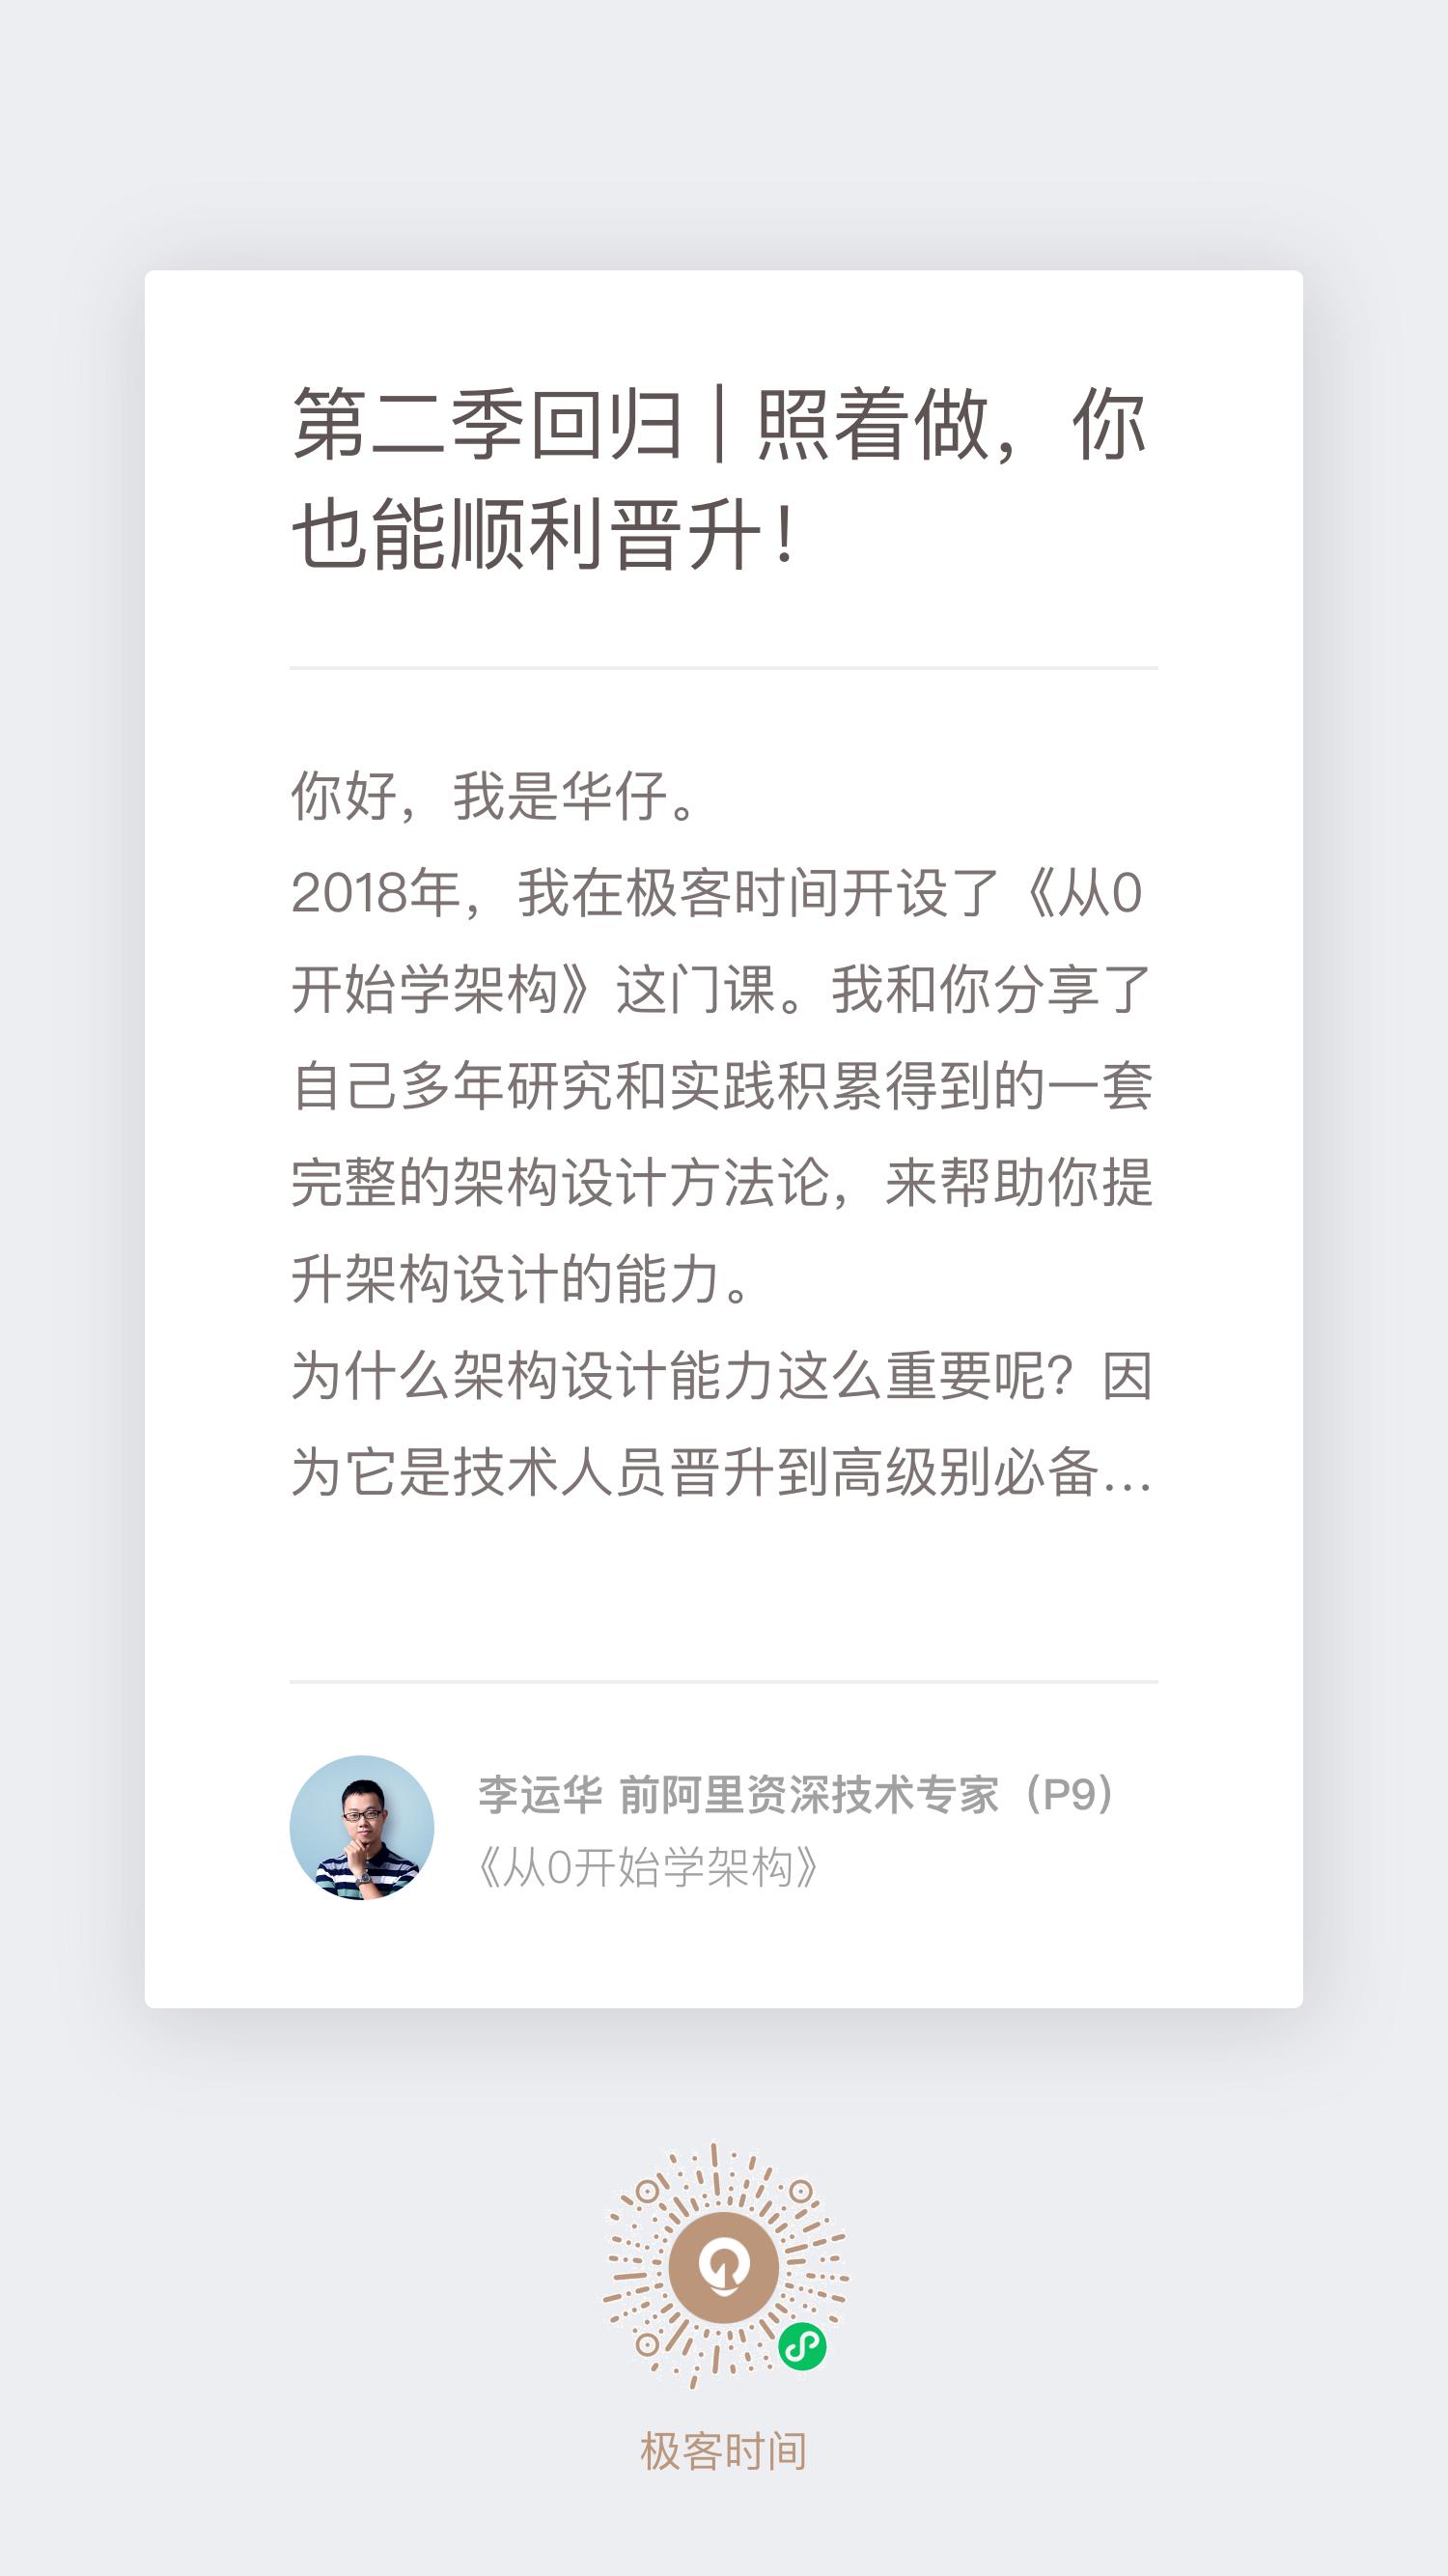 第二季回归 | 照着做，你
也能顺利晋升！
你好，我是华仔。
2018年，我在极客时间开设了《从0
开始学架构》这门课。我和你分享了
自己多年研究和实践积累得到的一套
完整的架构设计方法论，来帮助你提
升架构设计的能力。
为什么架构设计能力这么重要呢？因
为它是技术人员晋升到高级别必备...
李运华 前阿里资深技术专家（P9）
《从0开始学架构》
极客时间